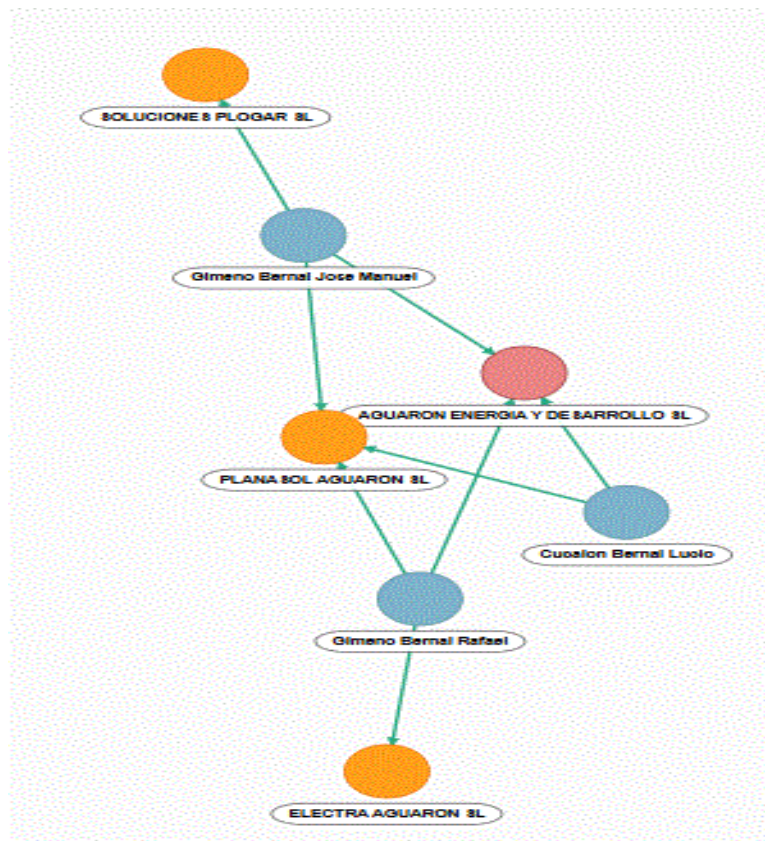 SOLUCIONES PLOGAR SL
Gimeno Bernal Jose Manuel
AGUARON ENERGIA Y DESARROLLO SL
PLANA SOL AGUARON SL
Cucalon Bernal Lucio
Gimeno Bernal Rafael
ELECTRA AGUARON SL